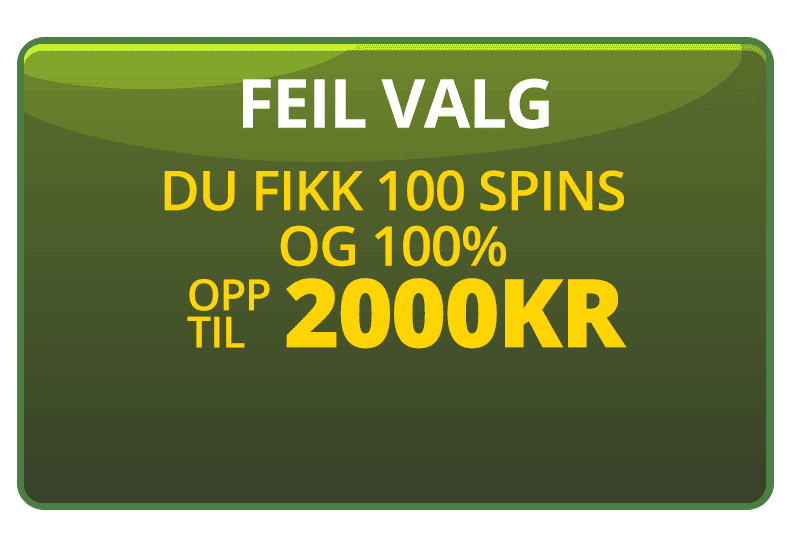 FEIL VALG
DU FIKK 100 SPINS
OG 100%
OPP
TIL 2000KR